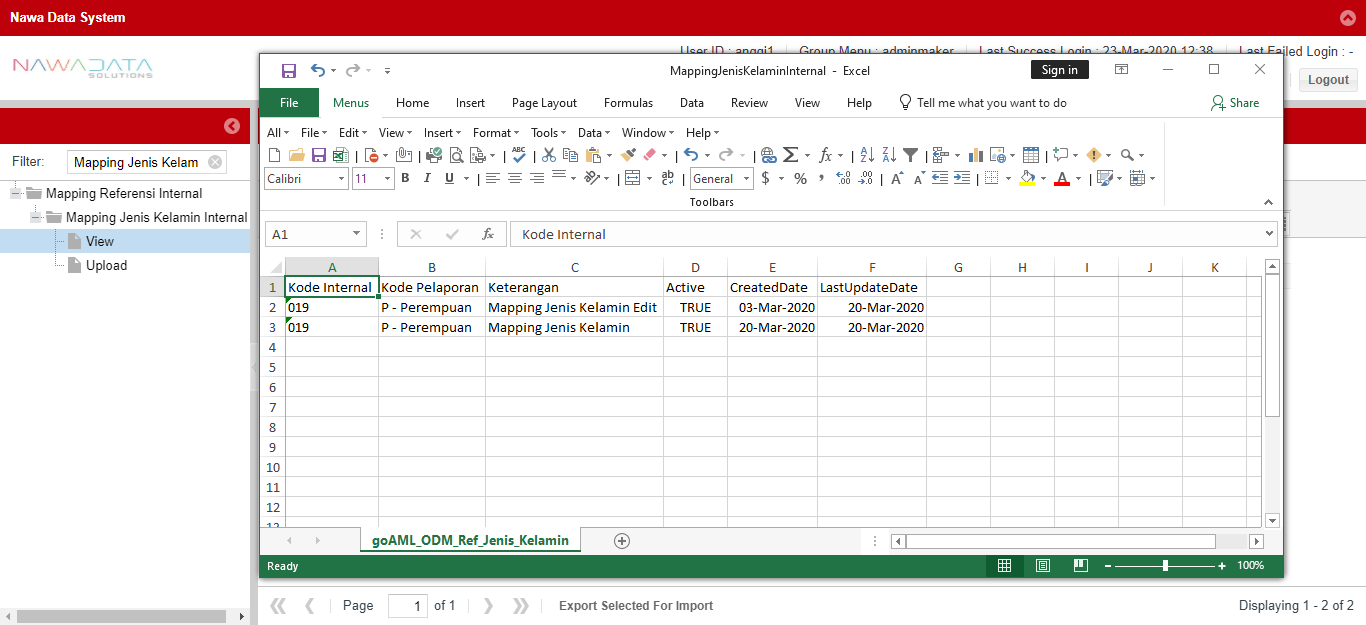 Nawa Data System
NAWADATA
SOLUTIONS
User ID : anggi1 Group Menu : adminmaker Last Success Login : 23-Mar-2020 12:38 Last Failed Login : -
Logout
Filter: Mapping Jenis Kelam
Mapping Referensi Internal
Mapping Jenis Kelamin Internal
View
Upload
MappingJenisKelaminInternal - Excel
Sign in
File Menus Home Insert Page Layout Formulas Data Review View Help Tell me what you want to do Share
All File Edit View Insert Format Tools Data Window Help
Calibri 11 B I U General $ %
Toolbars
A1 fx Kode Internal
A B C D E F G H I J K
1 Kode Internal Kode Pelaporan Keterangan Active CreatedDate LastUpdateDate
2 019 P - Perempuan Mapping Jenis Kelamin Edit TRUE 03-Mar-2020 20-Mar-2020
3 019 P - Perempuan Mapping Jenis Kelamin TRUE 20-Mar-2020 20-Mar-2020
4
5
6
7
8
9
10
11
12
13
goAML_ODM_Ref_Jenis_Kelamin
Ready 100%
Page 1 of 1 Export Selected For Import Displaying 1 - 2 of 2